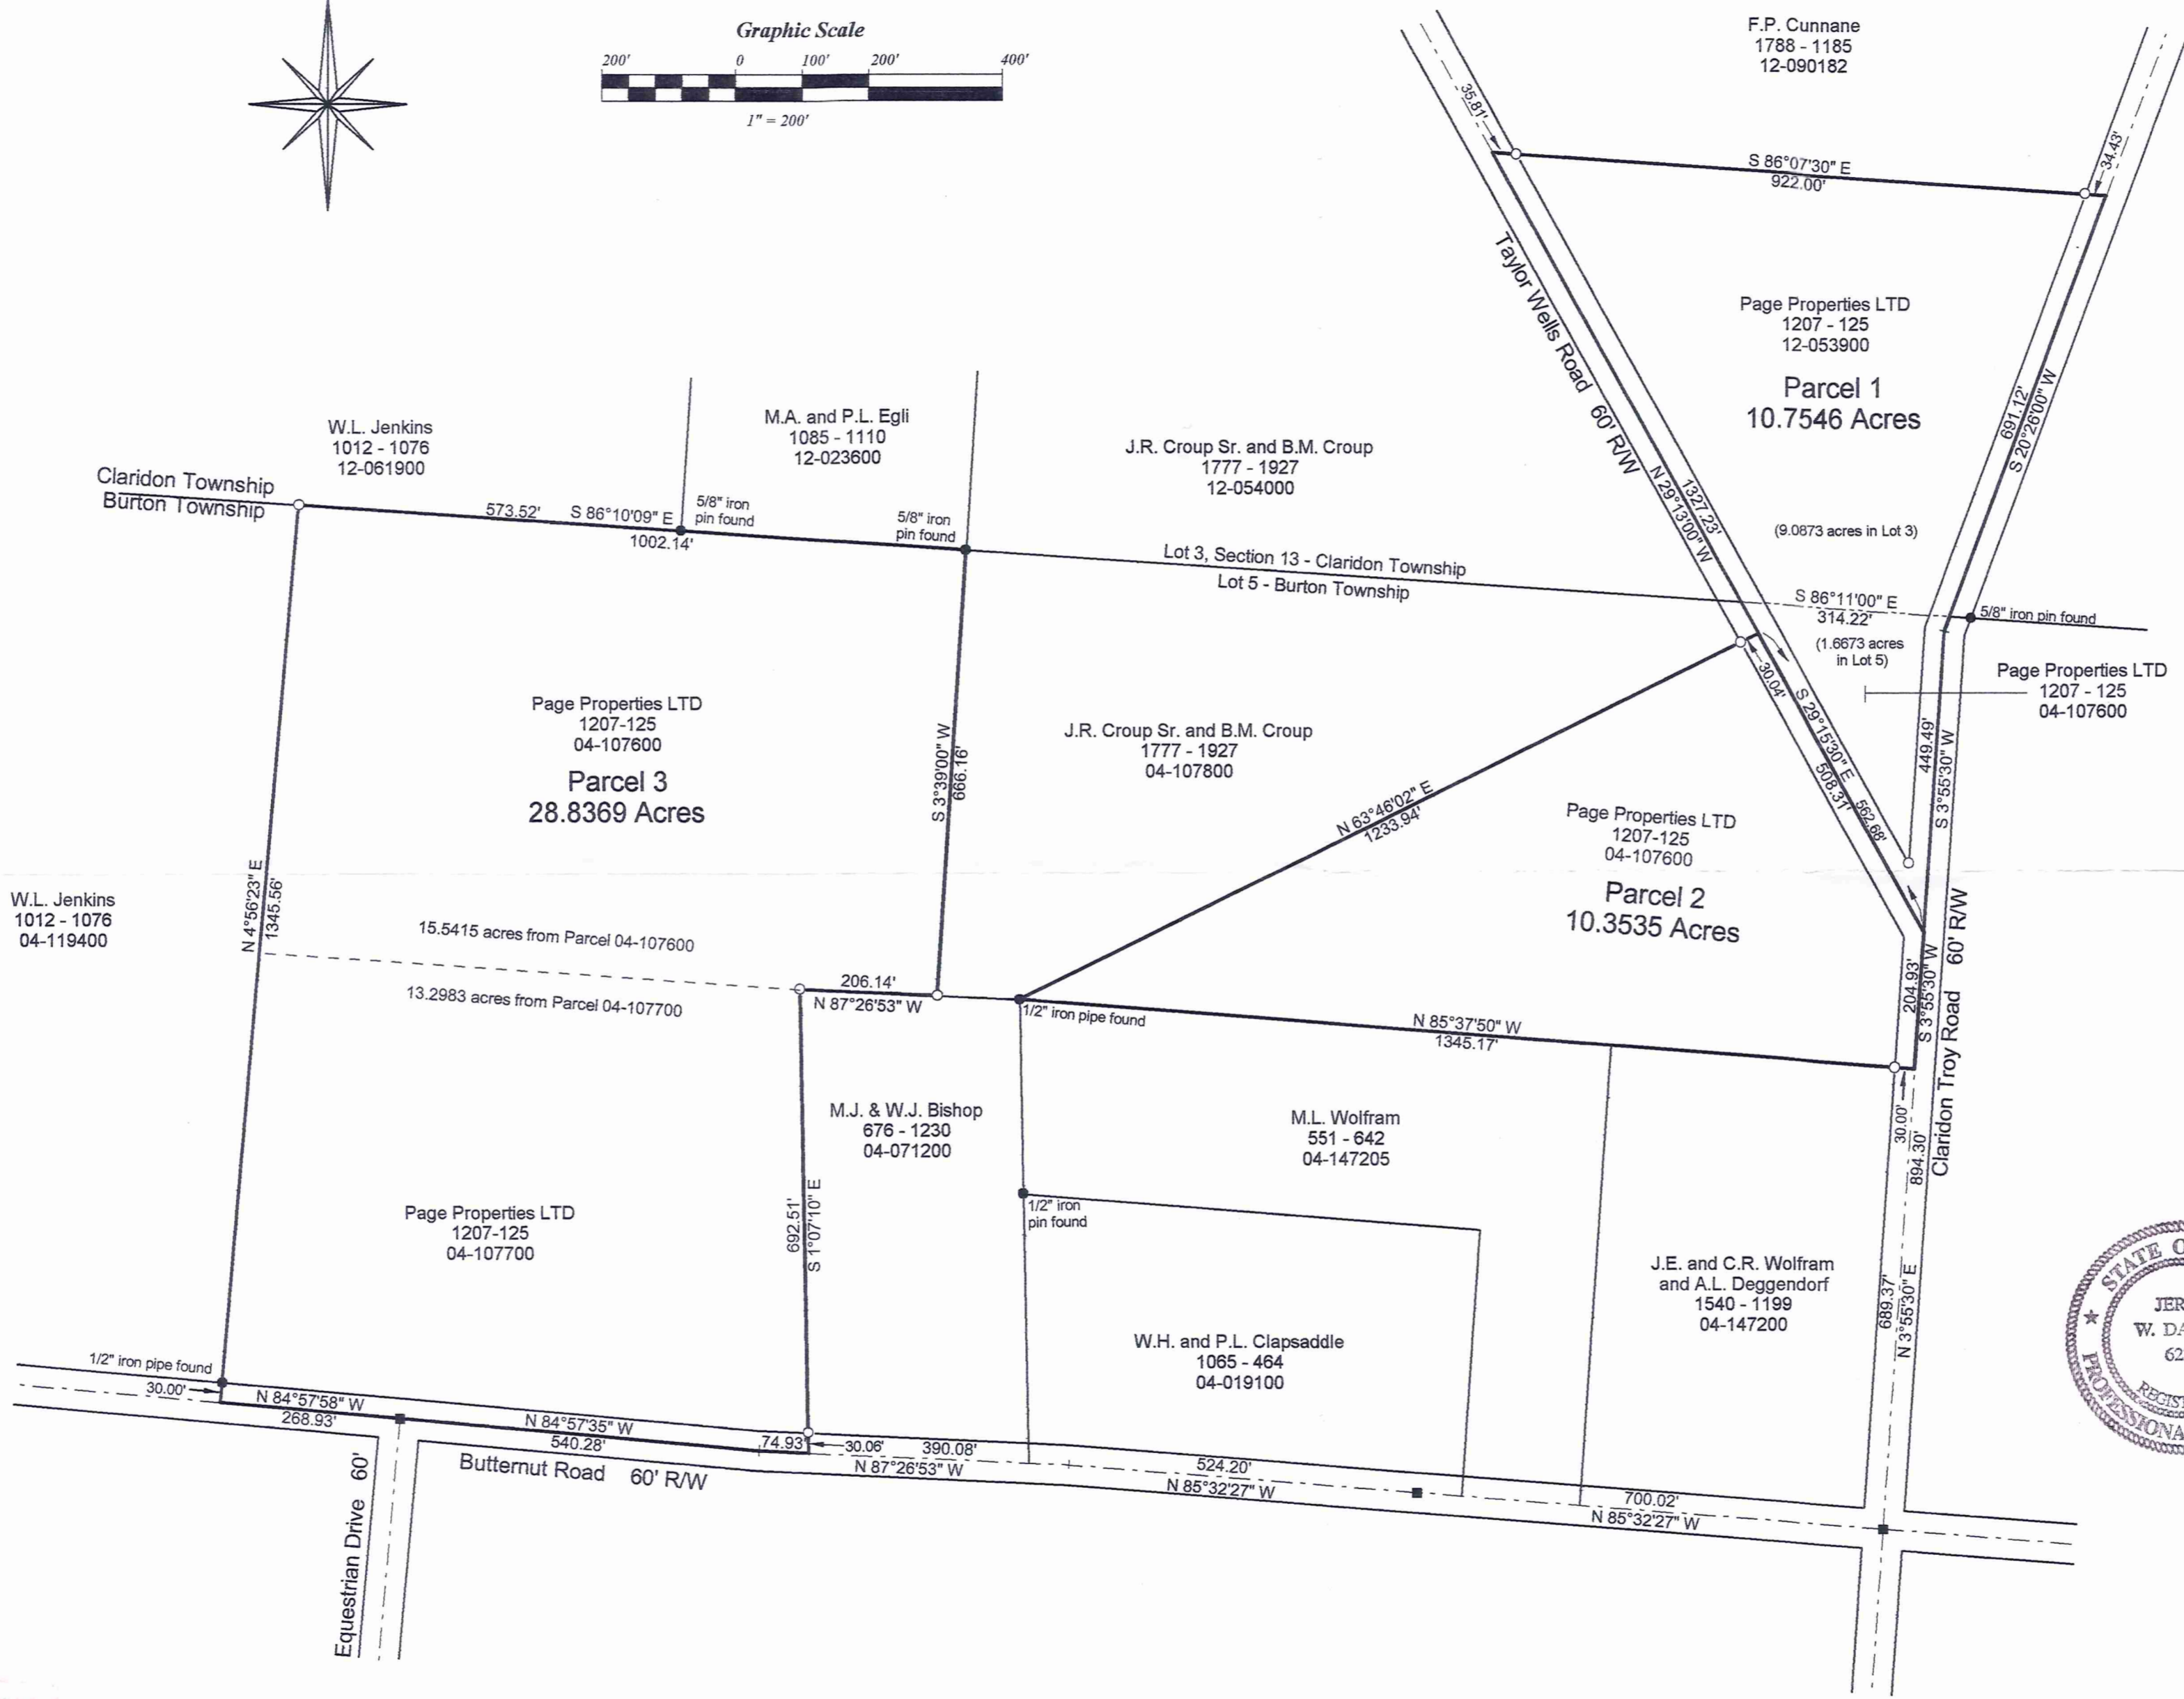 Graphic Scale
200' 0 100' 200' 400'
1" = 200'
F.P. Cunnane
1788 - 1185
12-090182
35.81'
34.43'
S 86°07'30" E
922.00'
Taylor Wells Road 60' R/W
N 29°13'00" W
1327.23'
Page Properties LTD
1207 - 125
12-053900
Parcel 1
10.7546 Acres
691.12'
S 20°26'00" W
(9.0873 acres in Lot 3)
W.L. Jenkins
1012 - 1076
12-061900
M.A. and P.L. Egli
1085 - 1110
12-023600
J.R. Croup Sr. and B.M. Croup
1777 - 1927
12-054000
Claridon Township
Burton Township
573.52'
S 86°10'09" E
1002.14'
5/8" iron
pin found
5/8" iron
pin found
Lot 3, Section 13 - Claridon Township
Lot 5 - Burton Township
S 86°11'00" E
314.22'
5/8" iron pin found
(1.6673 acres
in Lot 5)
Page Properties LTD
1207 - 125
04-107600
30.04'
S 29°15'30" E
508.31'
562.68'
449.49'
S 3°55'30" W
Page Properties LTD
1207-125
04-107600
Parcel 3
28.8369 Acres
S 3°39'00" W
666.16'
J.R. Croup Sr. and B.M. Croup
1777 - 1927
04-107800
N 63°46'02" E
1233.94'
Page Properties LTD
1207-125
04-107600
Parcel 2
10.3535 Acres
W.L. Jenkins
1012 - 1076
04-119400
N 4°56'23" E
1345.56'
15.5415 acres from Parcel 04-107600
13.2983 acres from Parcel 04-107700
206.14'
N 87°26'53" W
1/2" iron pipe found
N 85°37'50" W
1345.17'
204.93'
S 3°55'30" W
Claridon Troy Road 60' R/W
30.00'
894.30'
M.J. & W.J. Bishop
676 - 1230
04-071200
M.L. Wolfram
551 - 642
04-147205
692.51'
S 1°07'10" E
1/2" iron
pin found
Page Properties LTD
1207-125
04-107700
J.E. and C.R. Wolfram
and A.L. Deggendorf
1540 - 1199
04-147200
689.37'
N 3°55'30" E
W.H. and P.L. Clapsaddle
1065 - 464
04-019100
STATE O
JER
W. DA
62
REGIST
PROFESSIONA
1/2" iron pipe found
30.00'
N 84°57'58" W
268.93'
N 84°57'35" W
540.28'
74.93'
30.06'
390.08'
N 87°26'53" W
524.20'
N 85°32'27" W
700.02'
N 85°32'27" W
Butternut Road 60' R/W
Equestrian Drive 60'